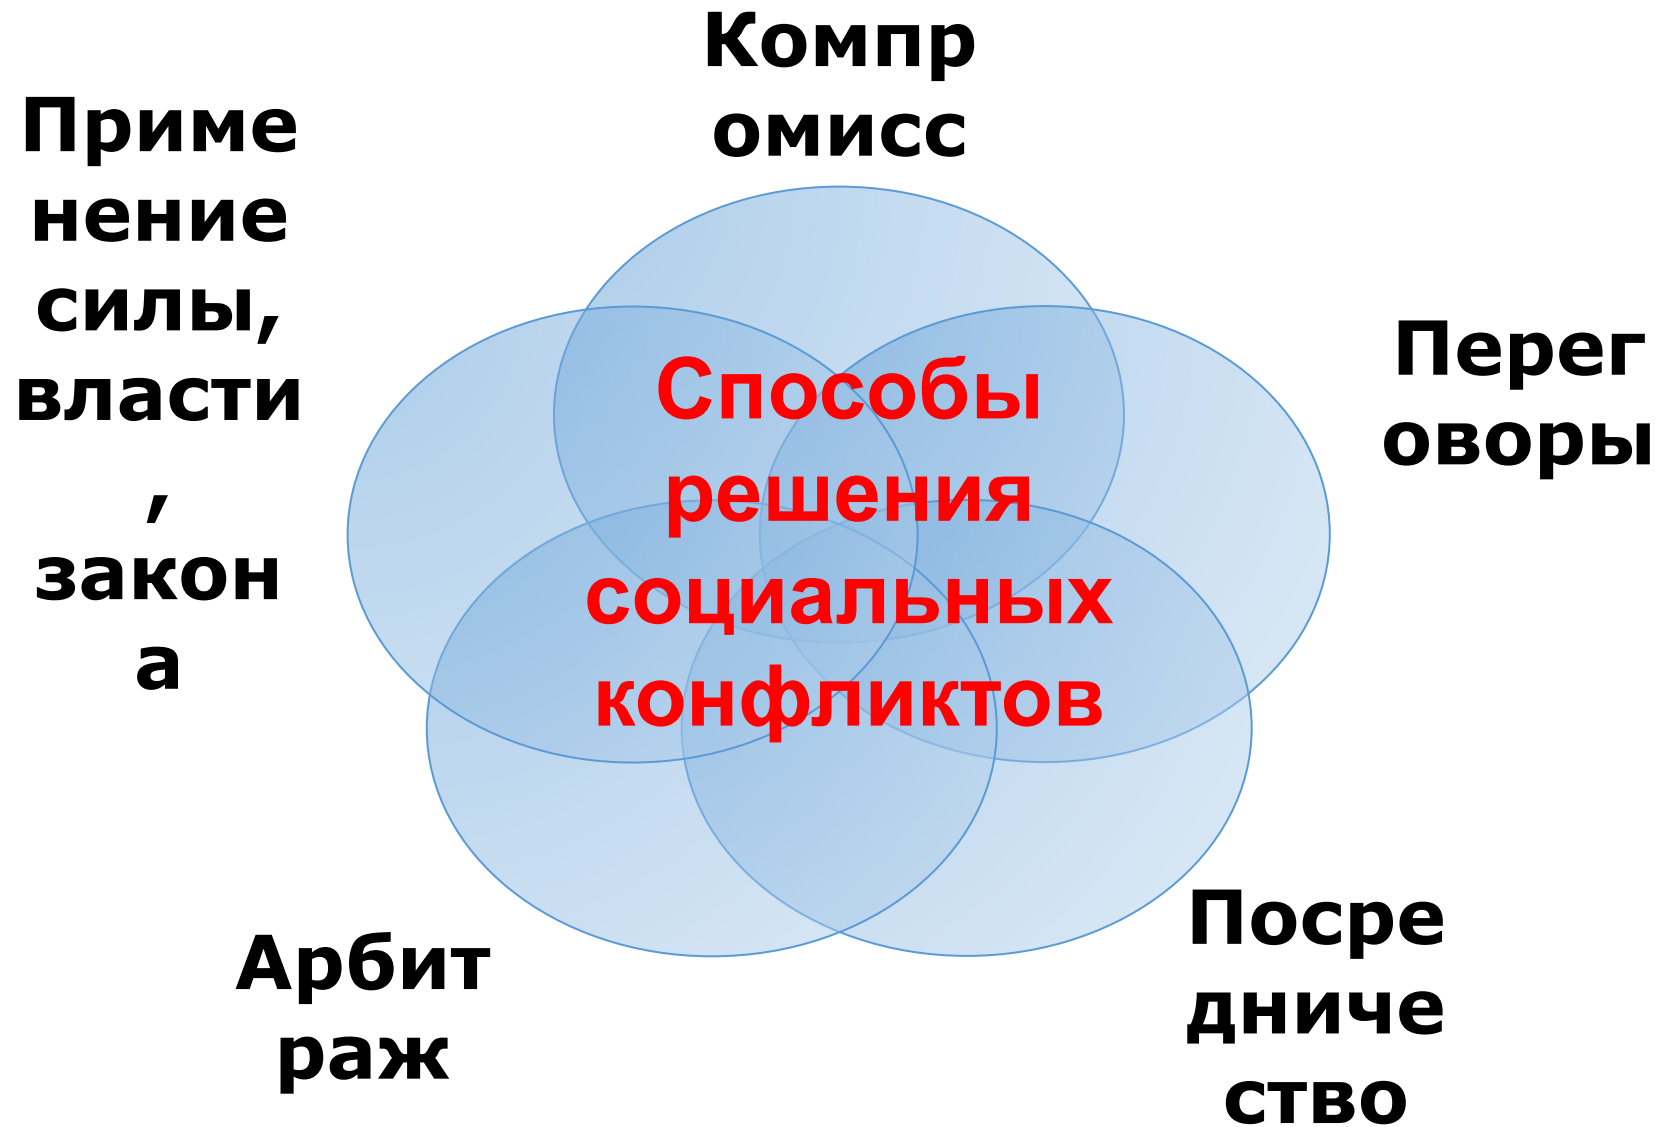 Компр
омисс
Приме
нение
силы,
власти
,
закон
а
Способы
решения
социальных
конфликтов
Перег
оворы
Посре
дниче
ство
Арбит
раж